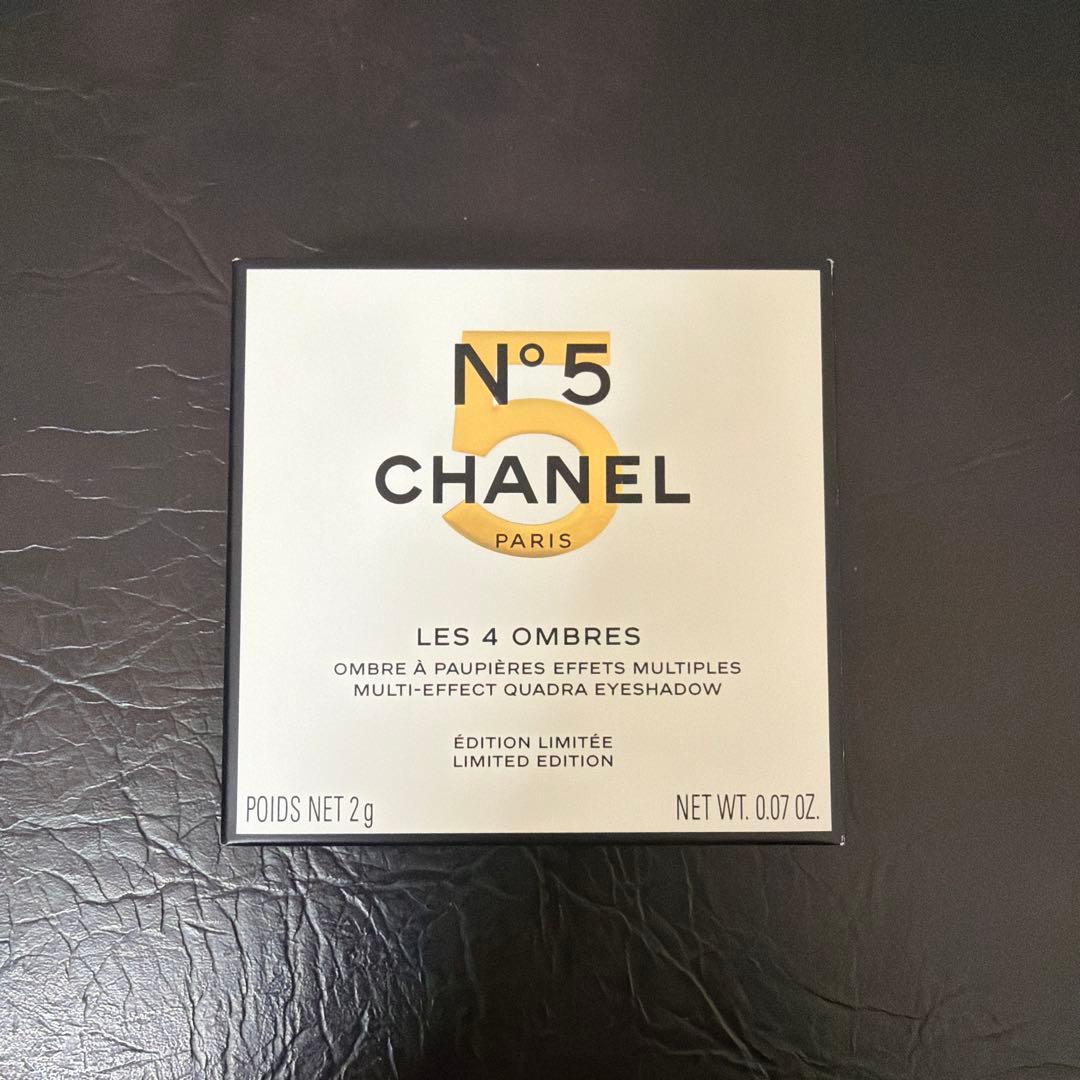 N° 5
5
CHANEL
PARIS
LES 4 OMBRES
OMBRE À PAUPIÈRES EFFETS MULTIPLES
MULTI-EFFECT QUADRA EYESHADOW
ÉDITION LIMITÉE
LIMITED EDITION
POIDS NET 2 g
NET WT. 0.07 OZ.